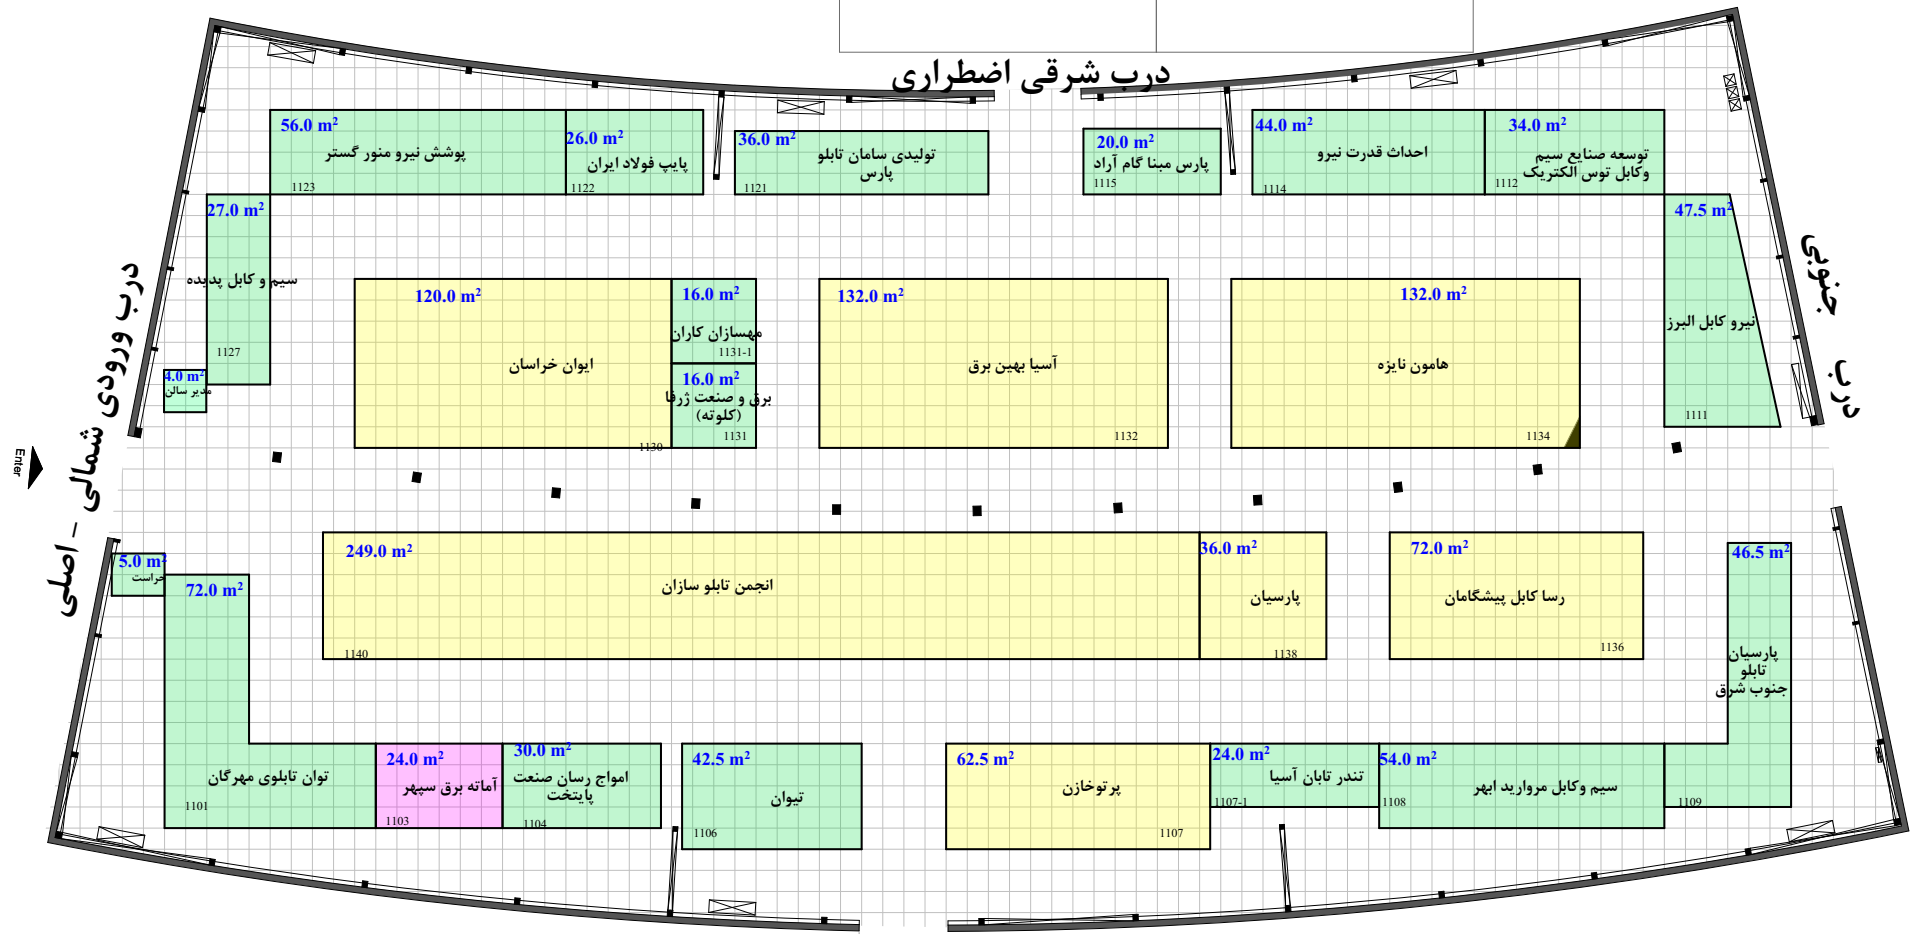 درب شرقی اضطراری
56.0 m²
پوشش نیرو منور گستر
1123
26.0 m²
پایپ فولاد ایران
1122
36.0 m²
تولیدی سامان تابلو
پارس
1121
20.0 m²
پارس مبنا گام آراد
1115
44.0 m²
احداث قدرت نیرو
1114
34.0 m²
توسعه صنایع سیم
وکابل توس الکتریک
1112
27.0 m²
سیم و کابل پدیده
1127
4.0 m²
مدیر سالن
47.5 m²
نیرو کابل البرز
1111
درب جنوبی
درب ورودی شمالی - اصلی
Enter
120.0 m²
ایوان خراسان
1130
16.0 m²
مهسازان کاران
1131-1
16.0 m²
برق و صنعت ژرفا
(کلوته)
1131
132.0 m²
آسیا بهین برق
1132
132.0 m²
هامون نایزه
1134
5.0 m²
حراست
72.0 m²
توان تابلوی مهرگان
1101
249.0 m²
انجمن تابلو سازان
1140
36.0 m²
پارسیان
1138
72.0 m²
رسا کابل پیشگامان
1136
46.5 m²
پارسیان
تابلو
جنوب شرق
1109
24.0 m²
آماته برق سپهر
1103
30.0 m²
امواج رسان صنعت
پایتخت
1104
42.5 m²
تیوان
1106
62.5 m²
پرتوخازن
1107
24.0 m²
تندر تابان آسیا
1107-1
54.0 m²
سیم وکابل مروارید ابهر
1108